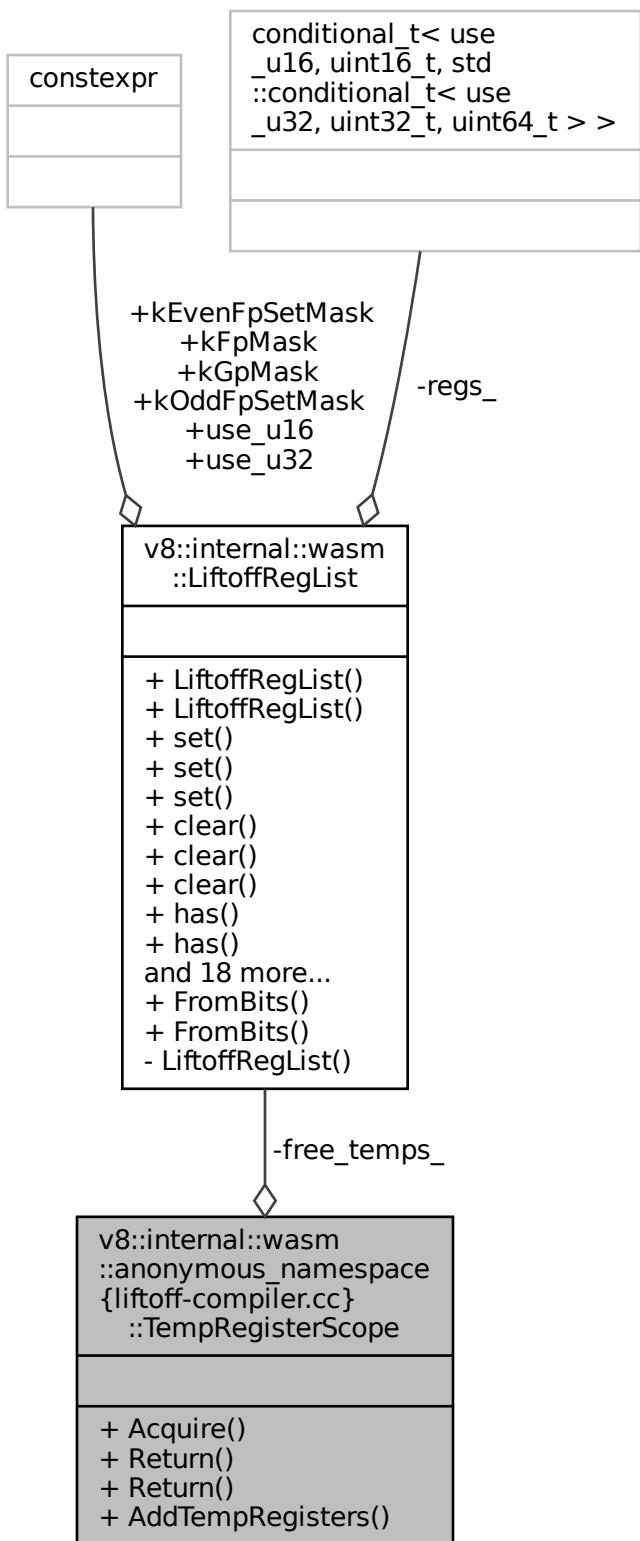 constexpr
conditional_t< use
_u16, uint16_t, std
::conditional_t< use
_u32, uint32_t, uint64_t > >
+kEvenFpSetMask
+kFpMask
+kGpMask
+kOddFpSetMask
+use_u16
+use_u32
-regs_
v8::internal::wasm
::LiftoffRegList
+ LiftoffRegList()
+ LiftoffRegList()
+ set()
+ set()
+ set()
+ clear()
+ clear()
+ clear()
+ has()
+ has()
and 18 more...
+ FromBits()
+ FromBits()
- LiftoffRegList()
-free_temps_
v8::internal::wasm
::anonymous_namespace
{liftoff-compiler.cc}
::TempRegisterScope
+ Acquire()
+ Return()
+ Return()
+ AddTempRegisters()